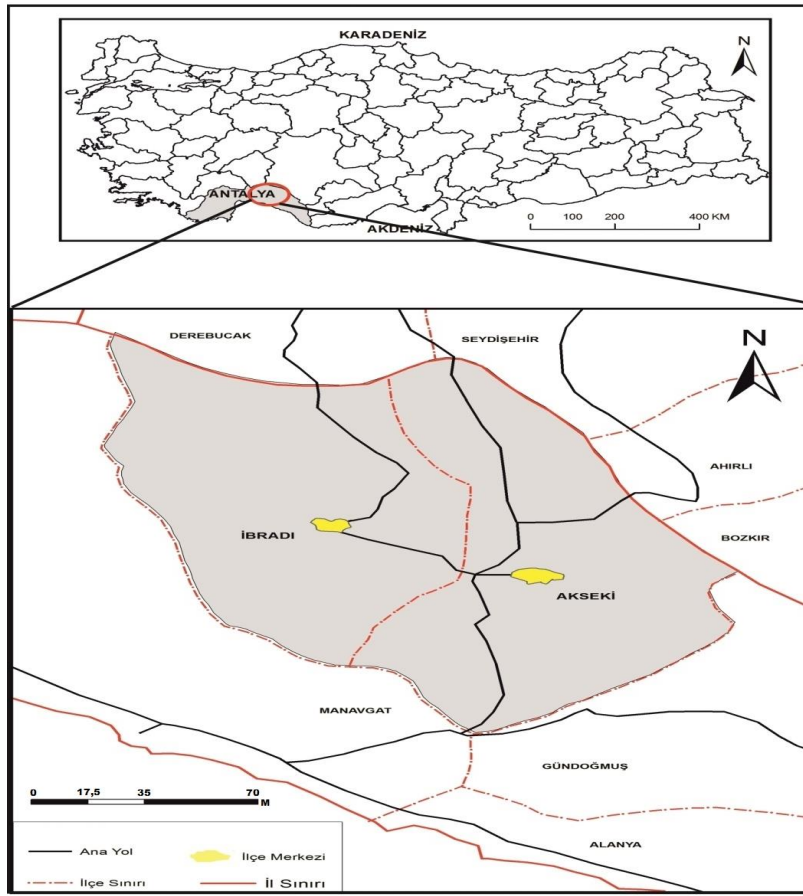 KARADENİZ
N
ANTALYA
AKDENİZ
0 100 200 400 KM
DEREBUCAK
SEYDİŞEHİR
N
AHIRLI
BOZKIR
İBRADI
AKSEKİ
MANAVGAT
GÜNDOĞMUŞ
ALANYA
0 17,5 35 70
M
Ana Yol
İlçe Merkezi
İlçe Sınırı
İl Sınırı